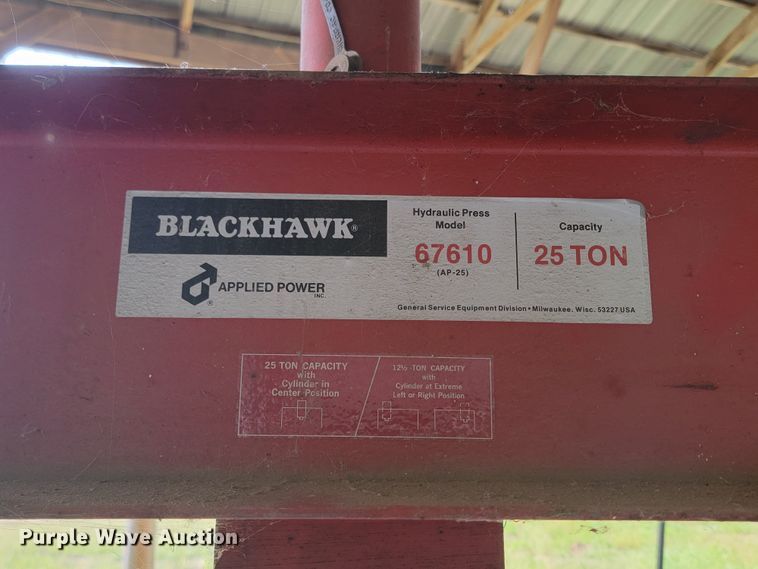 BLACKHAWK®
APPLIED POWER INC.
®
Hydraulic Press
Model
67610
(AP-25)
Capacity
25 TON
General Service Equipment Division • Milwaukee, Wisc. 53227 USA
25 TON CAPACITY
with
Cylinder in
Center Position
12½-TON CAPACITY
with
Cylinder at Extreme
Left or Right Position
Purple Wave Auction